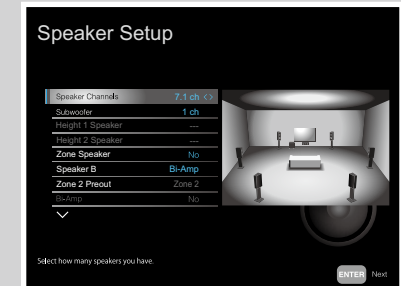 Speaker Setup
Speaker Channels 7.1 ch <>
Subwoofer 1 ch
Height 1 Speaker ---
Height 2 Speaker ---
Zone Speaker No
Speaker B Bi-Amp
Zone 2 Preout Zone 2
Bi-Amp No
Select how many speakers you have.
ENTER Next